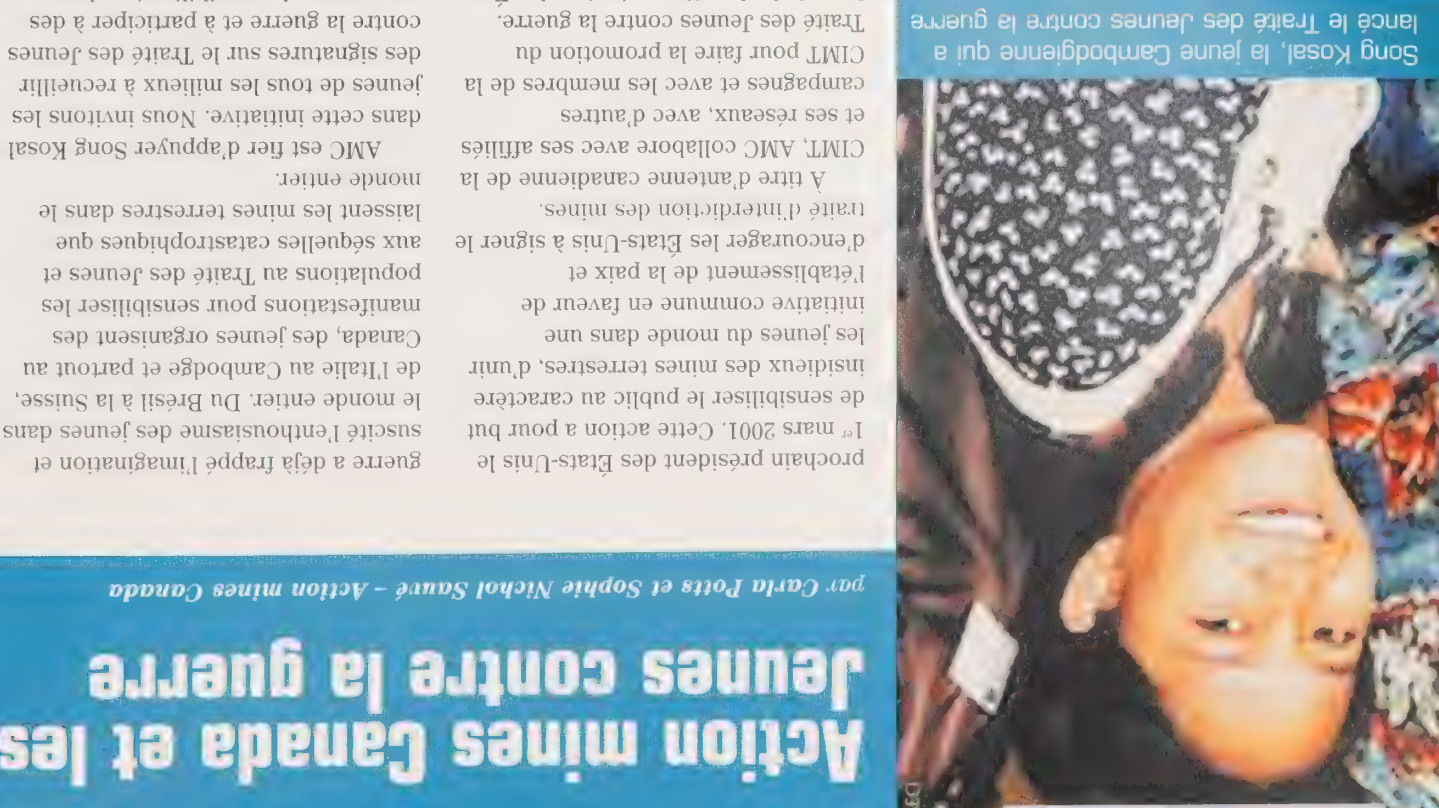 Action mines Canada et les
Jeunes contre la guerre
par Carla Potts et Sophie Nichol Sauvé – Action mines Canada
prochain président des États-Unis le
1er mars 2001. Cette action a pour but
de sensibiliser le public au caractère
insidieux des mines terrestres, d'unir
les jeunes du monde dans une
initiative commune en faveur de
l'établissement de la paix et
d'encourager les États-Unis à signer le
traité d'interdiction des mines.
À titre d'antenne canadienne de la
CIMT, AMC collabore avec ses affiliés
et ses réseaux, avec d'autres
campagnes et avec les membres de la
CIMT pour faire la promotion du
Traité des Jeunes contre la guerre.
guerre a déjà frappé l'imagination et
suscité l'enthousiasme des jeunes dans
le monde entier. Du Brésil à la Suisse,
de l'Italie au Cambodge et partout au
Canada, des jeunes organisent des
manifestations pour sensibiliser les
populations au Traité des Jeunes et
aux séquelles catastrophiques que
laissent les mines terrestres dans le
monde entier.
AMC est fier d'appuyer Song Kosal
dans cette initiative. Nous invitons les
jeunes de tous les milieux à recueillir
des signatures sur le Traité des Jeunes
contre la guerre et à participer à des
Song Kosal, la jeune Cambodgienne qui a
lancé le Traité des Jeunes contre la guerre